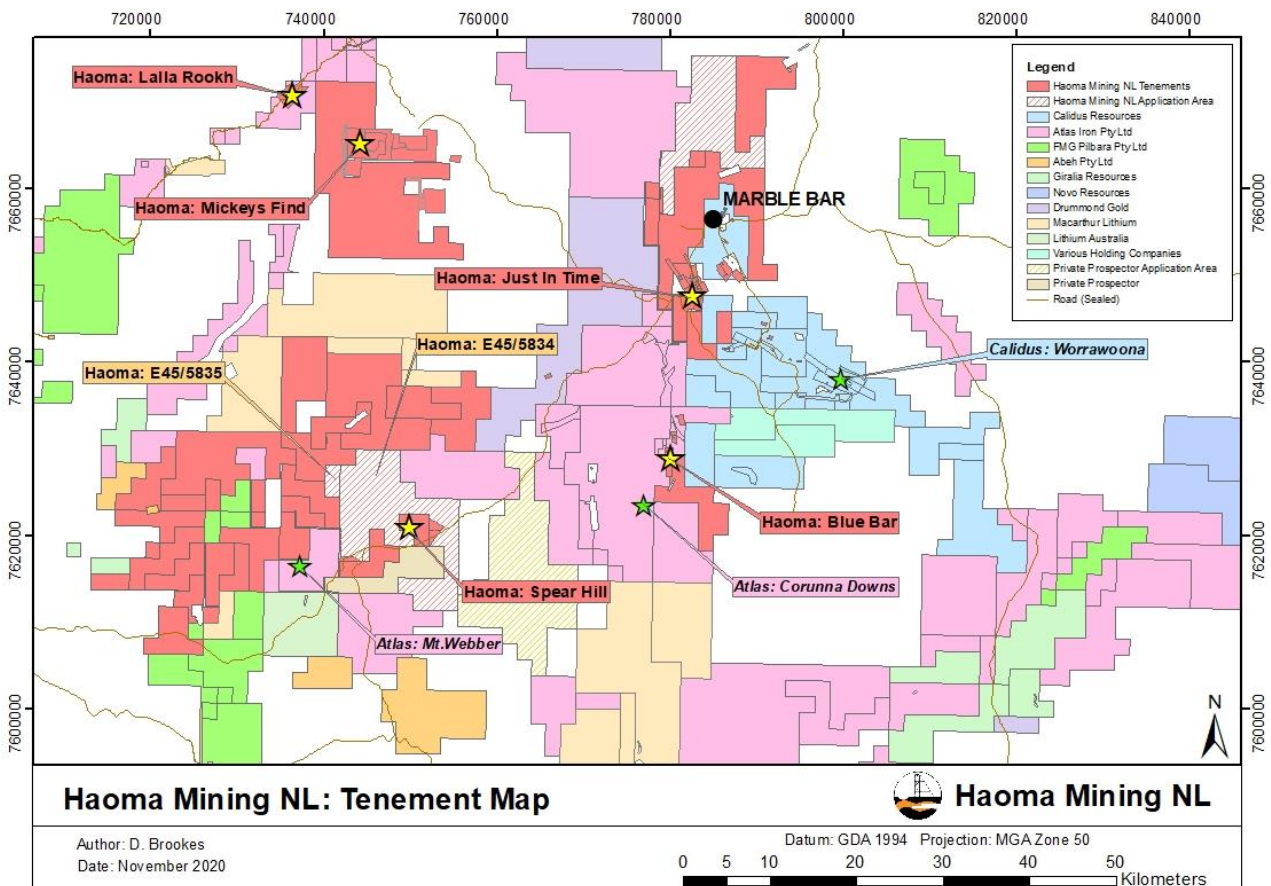 720000
740000
760000
780000
800000
820000
840000
7660000
7640000
7620000
7600000
7660000
7640000
7620000
7600000
Haoma: Lalla Rookh
Haoma: Mickeys Find
MARBLE BAR
Haoma: Just In Time
Haoma: E45/5834
Haoma: E45/5835
Calidus: Worrawoona
Haoma: Blue Bar
Haoma: Spear Hill
Atlas: Corunna Downs
Atlas: Mt.Webber
Legend
Haoma Mining NL Tenements
Haoma Mining NL Application Area
Calidus Resources
Atlas Iron Pty Ltd
FMG Pilbara Pty Ltd
Abeh Pty Ltd
Giralia Resources
Novo Resources
Drummond Gold
Macarthur Lithium
Lithium Australia
Various Holding Companies
Private Prospector Application Area
Private Prospector
Road (Sealed)
N
Haoma Mining NL: Tenement Map
Haoma Mining NL
Author: D. Brookes
Date: November 2020
Datum: GDA 1994 Projection: MGA Zone 50
0 5 10 20 30 40 50
Kilometers